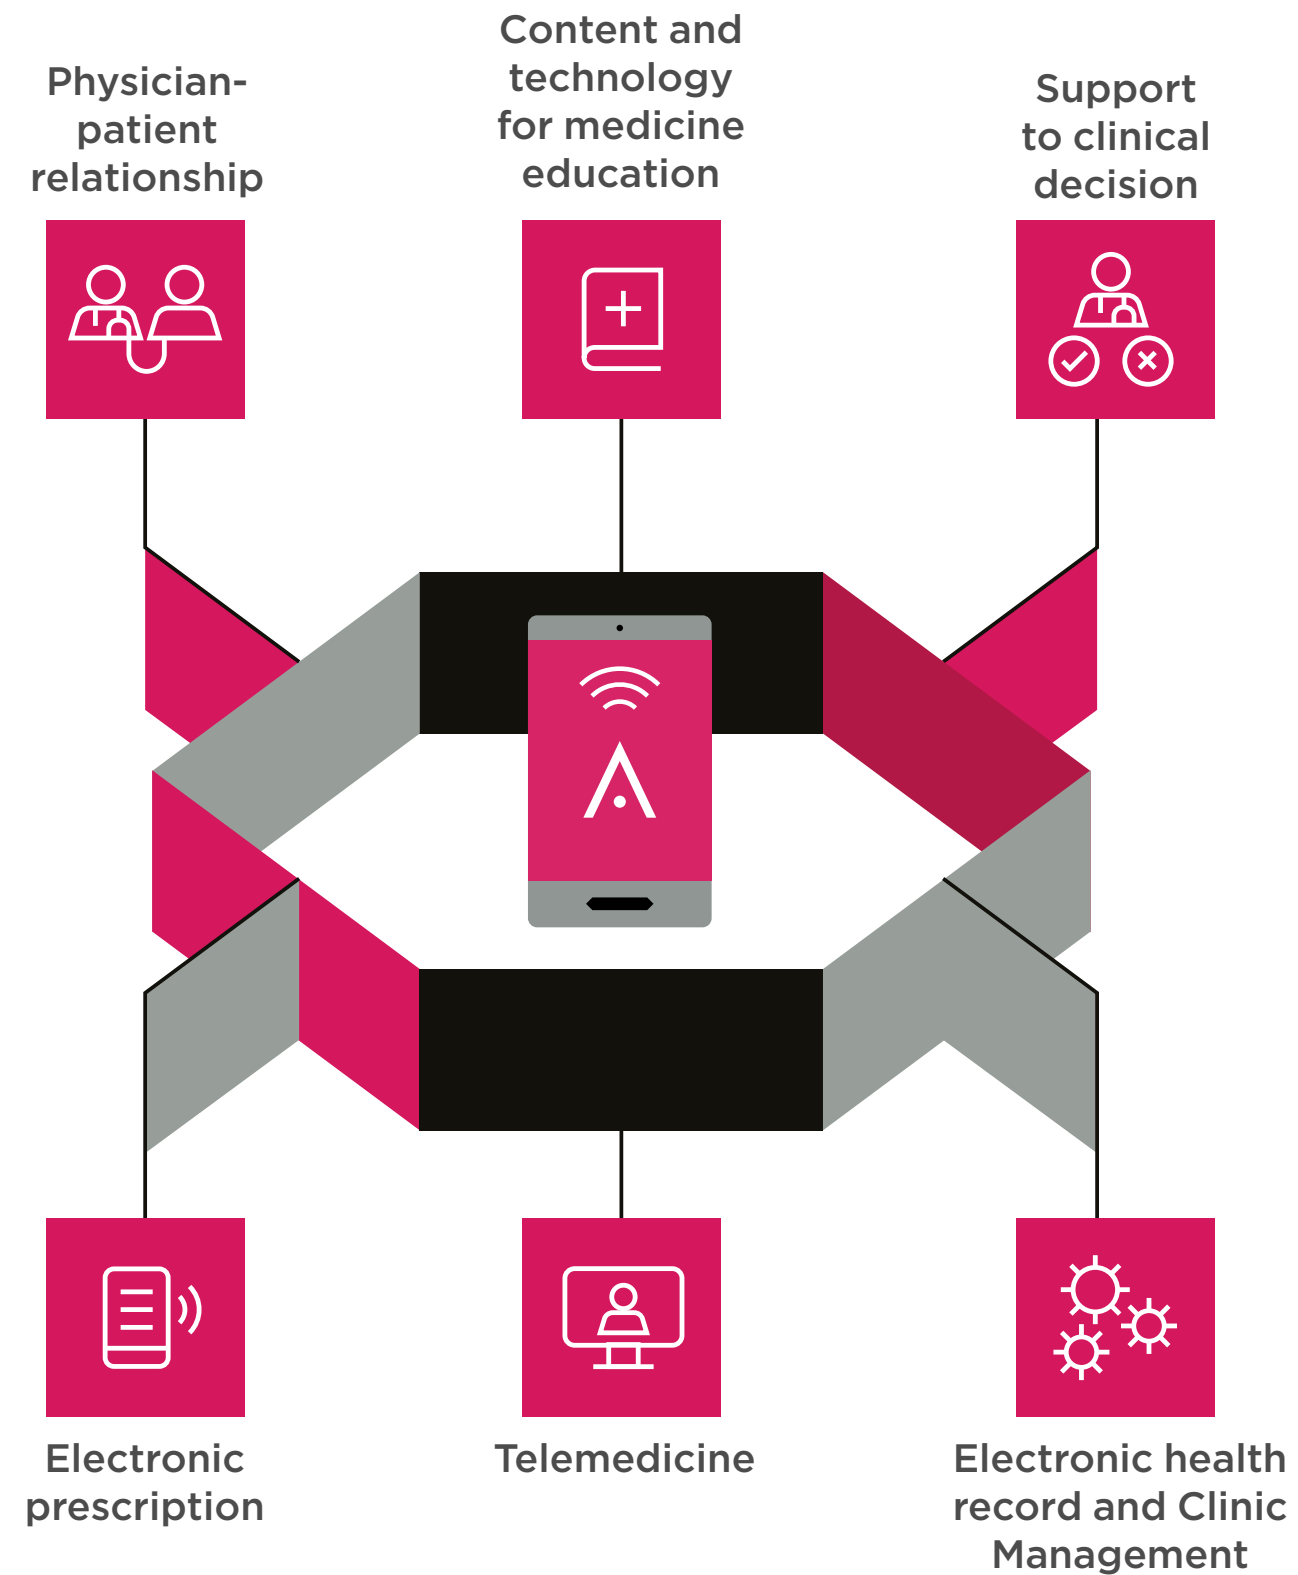 Physician-
patient
relationship
Content and
technology
for medicine
education
Support
to clinical
decision
Electronic
prescription
Telemedicine
Electronic health
record and Clinic
Management